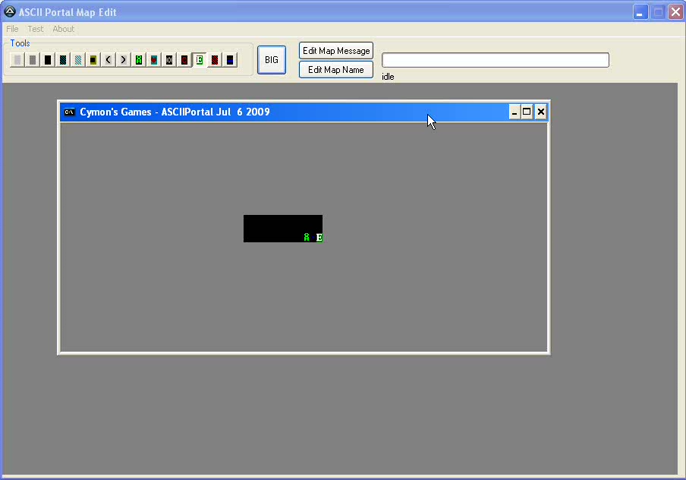 ASCII Portal Map Edit
File Test About
Tools
< > E
BIG
Edit Map Message
Edit Map Name
idle
Cymon's Games - ASCIIPortal Jul 6 2009
E